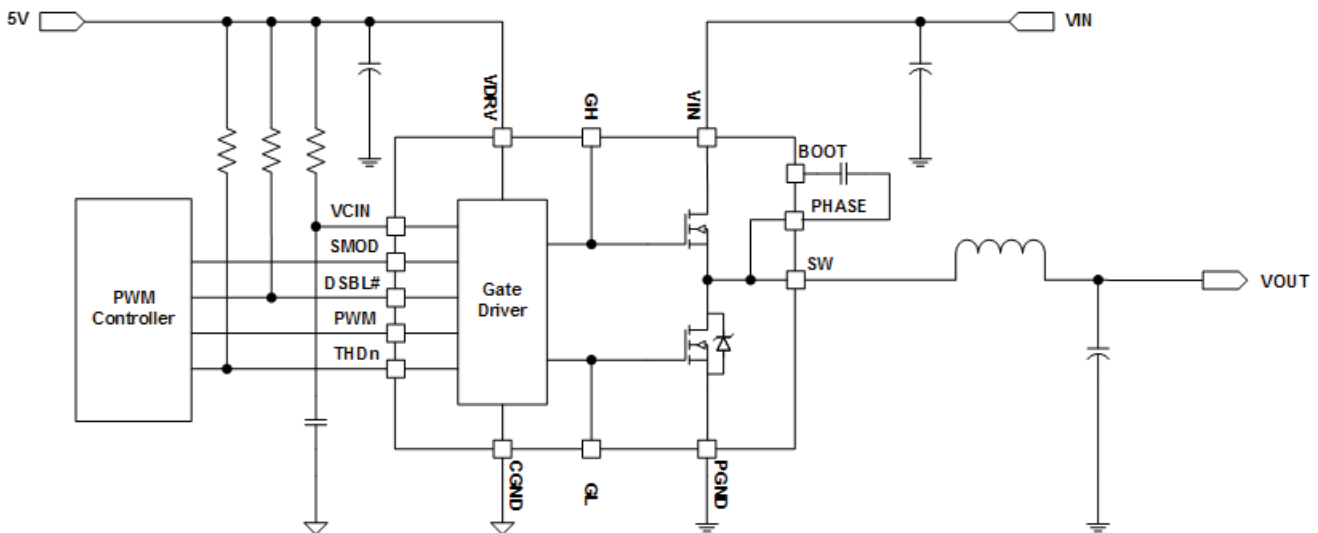 5V
VIN
VDRV
GH
VIN
BOOT
PHASE
SW
VOUT
VCIN
SMOD
DSBL#
PWM
THDn
PWM
Controller
Gate
Driver
CGND
GL
PGND